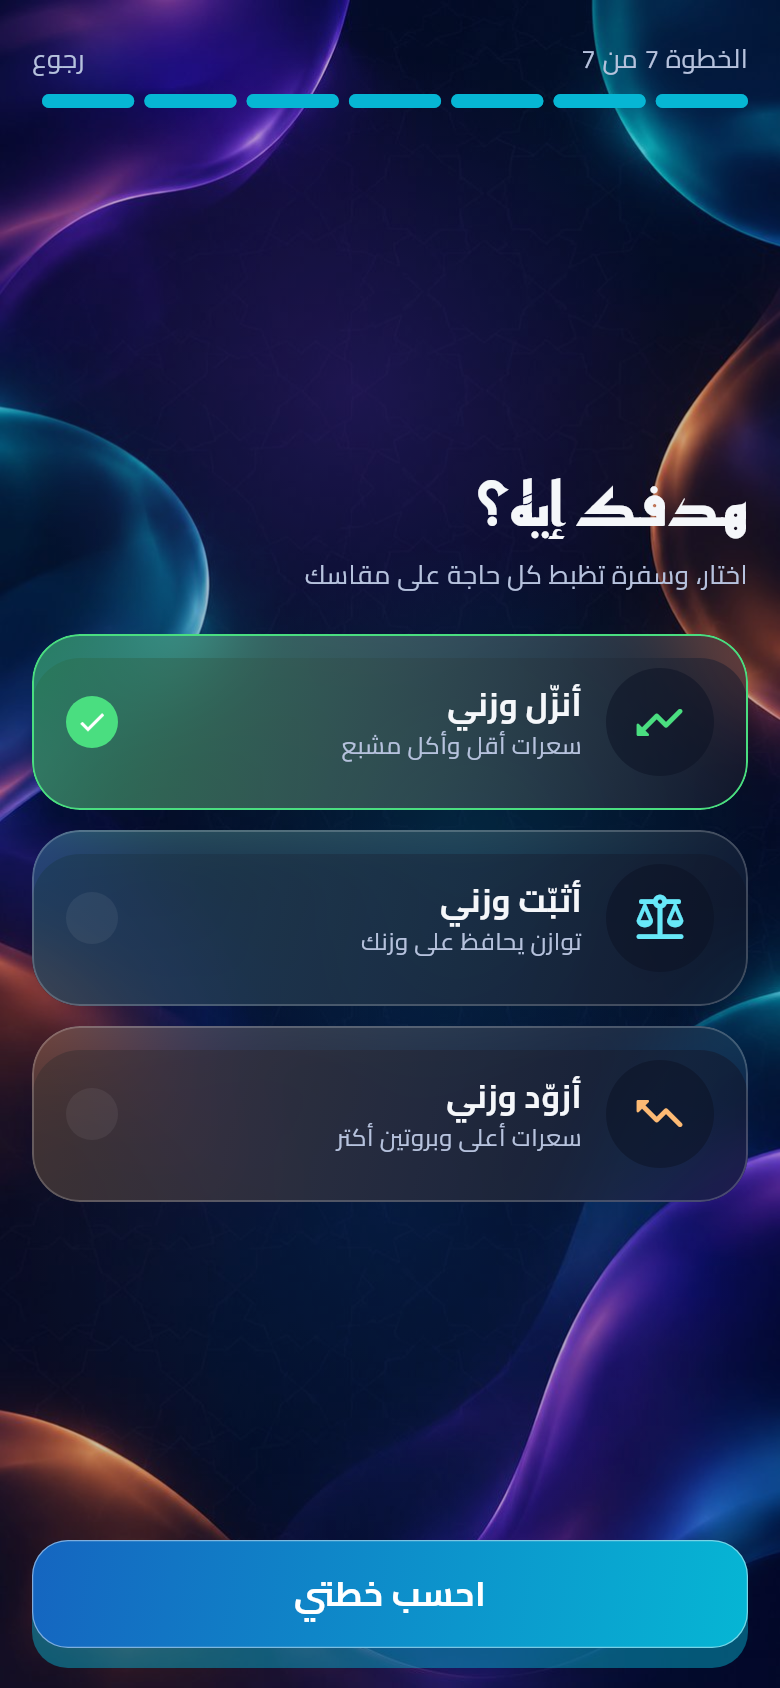 الخطوة 7 من 7
رجوع
هدفك إيه؟
اختار، وسفرة تظبط كل حاجة على مقاسك
أنزّل وزني
سعرات أقل وأكل مشبع
أثبّت وزني
توازن يحافظ على وزنك
أزوّد وزني
سعرات أعلى وبروتين أكتر
احسب خطتي